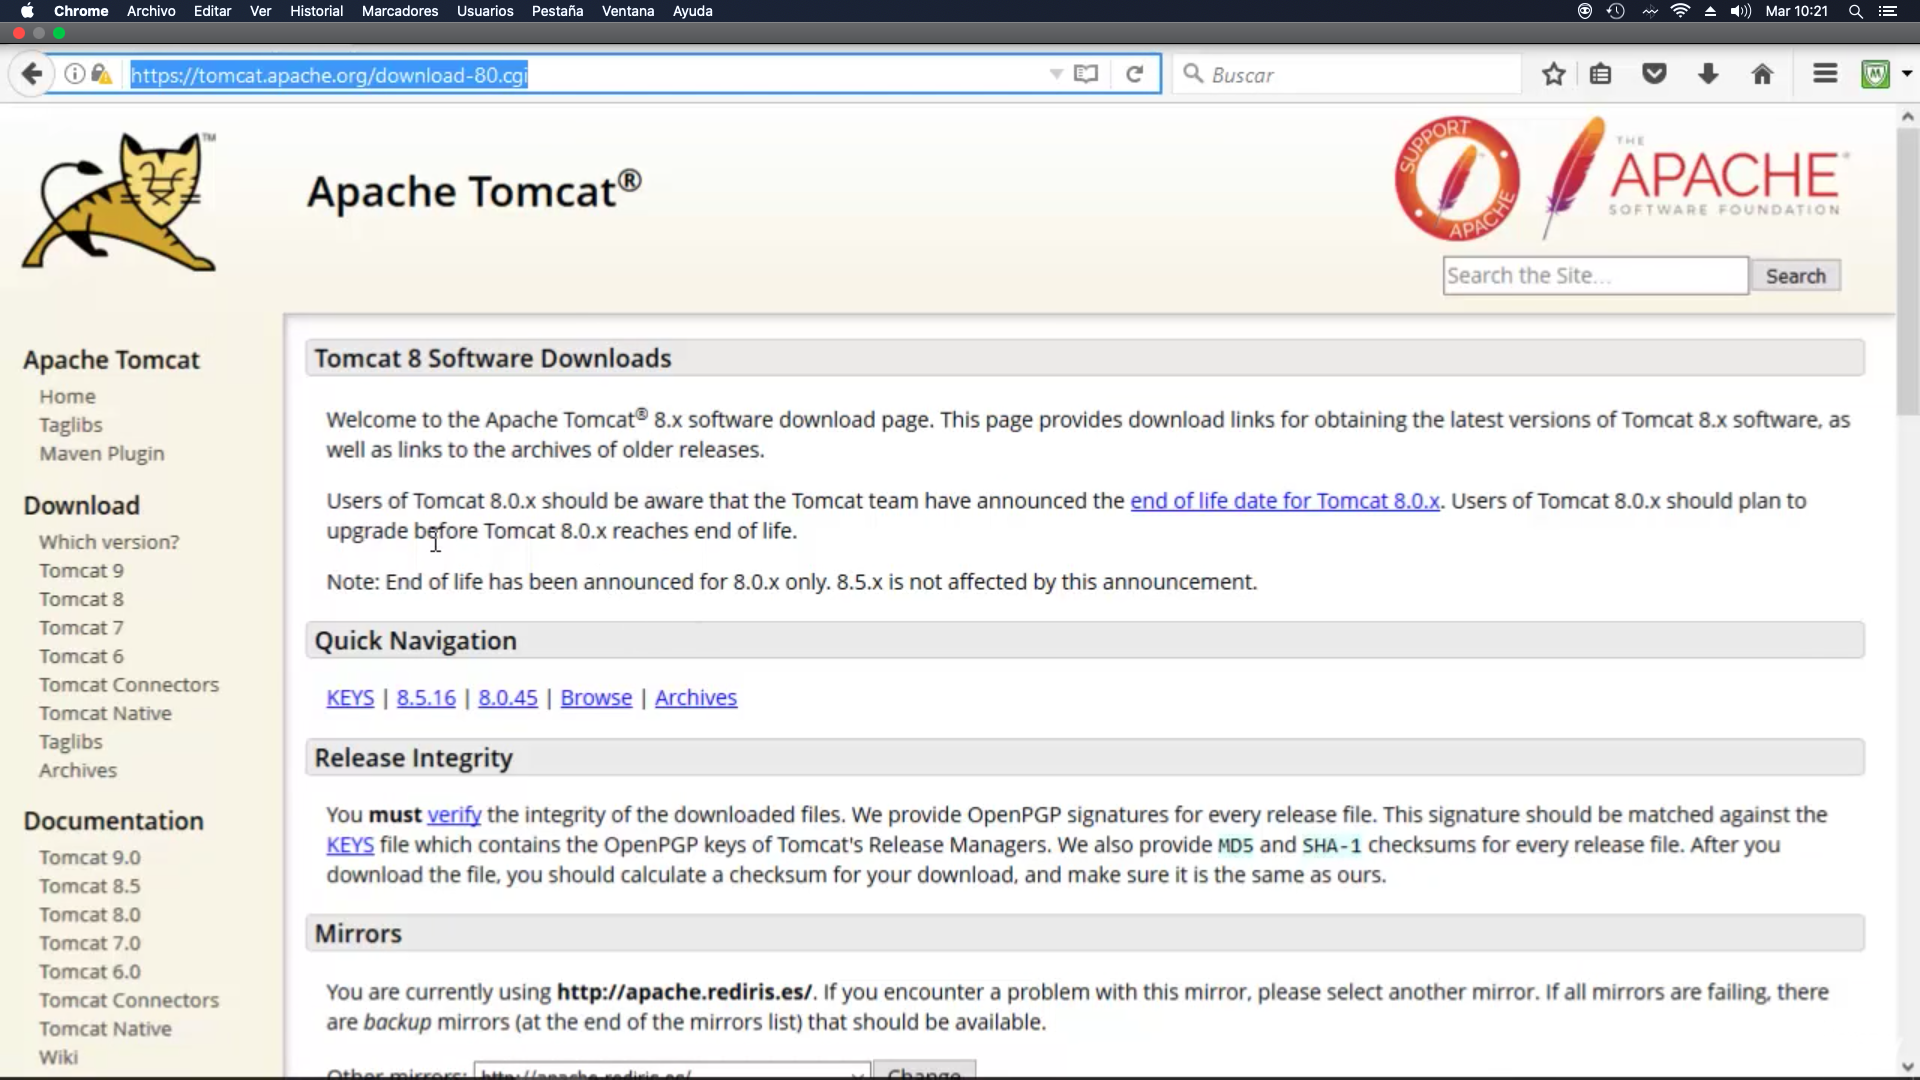 Chrome Archivo Editar Ver Historial Marcadores Usuarios Pestaña Ventana Ayuda Mar 10:21
https://tomcat.apache.org/download-80.cgi Buscar
TM
Apache Tomcat®
SUPPORT APACHE
THE
APACHE®
SOFTWARE FOUNDATION
Search the Site... Search
Apache Tomcat
Home
Taglibs
Maven Plugin
Download
Which version?
Tomcat 9
Tomcat 8
Tomcat 7
Tomcat 6
Tomcat Connectors
Tomcat Native
Taglibs
Archives
Documentation
Tomcat 9.0
Tomcat 8.5
Tomcat 8.0
Tomcat 7.0
Tomcat 6.0
Tomcat Connectors
Tomcat Native
Wiki
Tomcat 8 Software Downloads
Welcome to the Apache Tomcat® 8.x software download page. This page provides download links for obtaining the latest versions of Tomcat 8.x software, as
well as links to the archives of older releases.
Users of Tomcat 8.0.x should be aware that the Tomcat team have announced the end of life date for Tomcat 8.0.x. Users of Tomcat 8.0.x should plan to
upgrade before Tomcat 8.0.x reaches end of life.
Note: End of life has been announced for 8.0.x only. 8.5.x is not affected by this announcement.
Quick Navigation
KEYS | 8.5.16 | 8.0.45 | Browse | Archives
Release Integrity
You must verify the integrity of the downloaded files. We provide OpenPGP signatures for every release file. This signature should be matched against the
KEYS file which contains the OpenPGP keys of Tomcat's Release Managers. We also provide MD5 and SHA-1 checksums for every release file. After you
download the file, you should calculate a checksum for your download, and make sure it is the same as ours.
Mirrors
You are currently using http://apache.rediris.es/. If you encounter a problem with this mirror, please select another mirror. If all mirrors are failing, there
are backup mirrors (at the end of the mirrors list) that should be available.
Other mirrors: http://apache.rediris.es/ Change